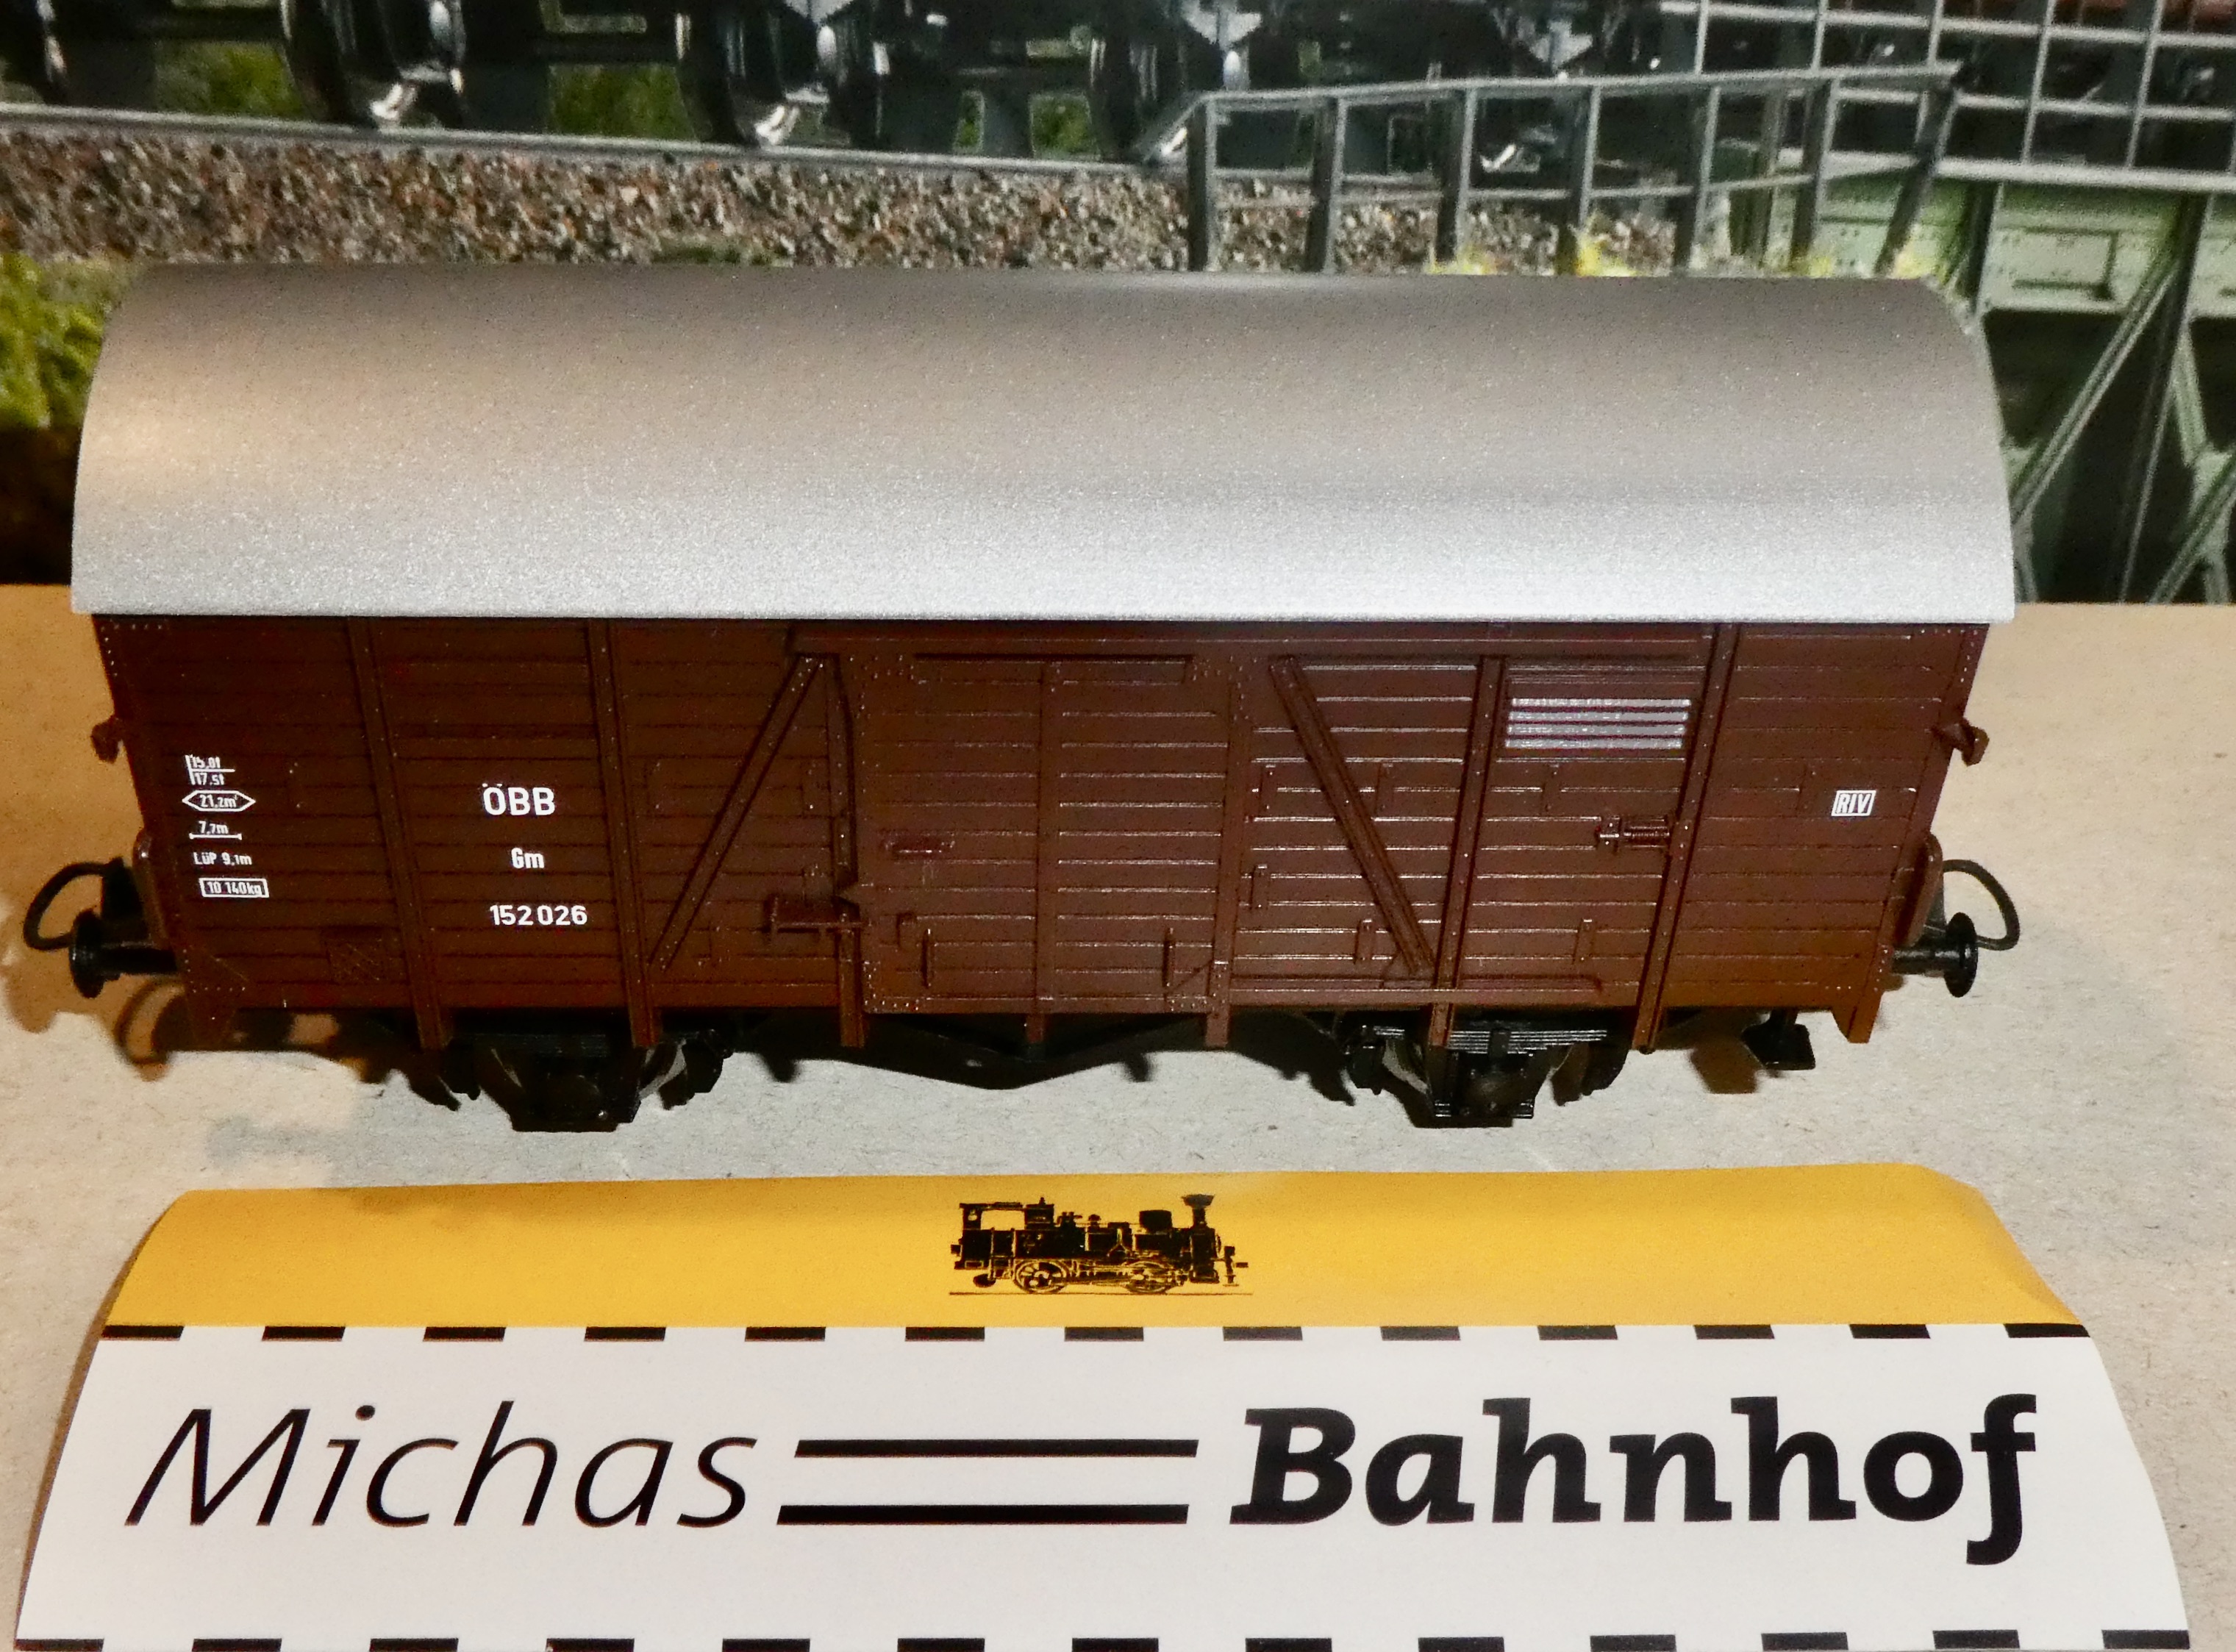 15,0t
17,5t
21,2m²
7,7m
LüP 9,1m
10 140kg
ÖBB
Gm
152 026
RIV
Michas Bahnhof